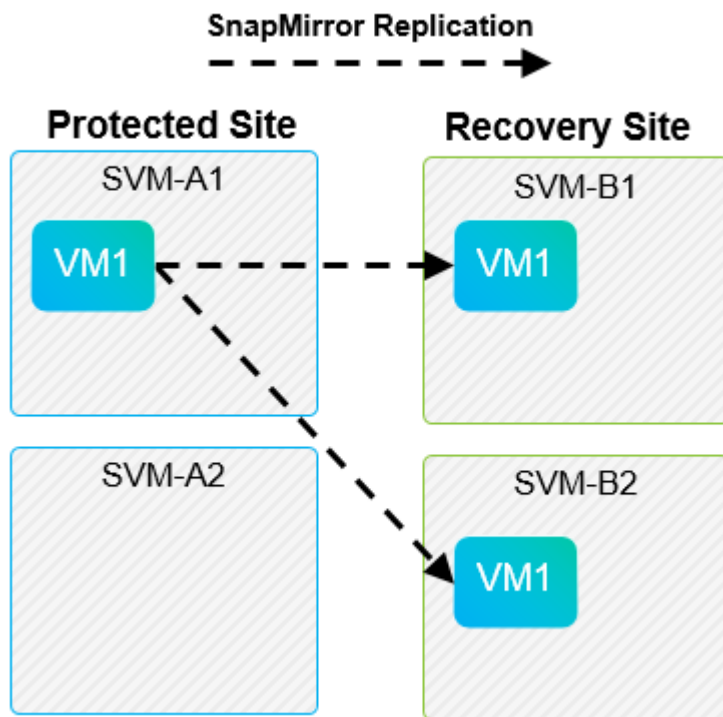 SnapMirror Replication
Protected Site
Recovery Site
SVM-A1
SVM-B1
VM1
VM1
SVM-A2
SVM-B2
VM1